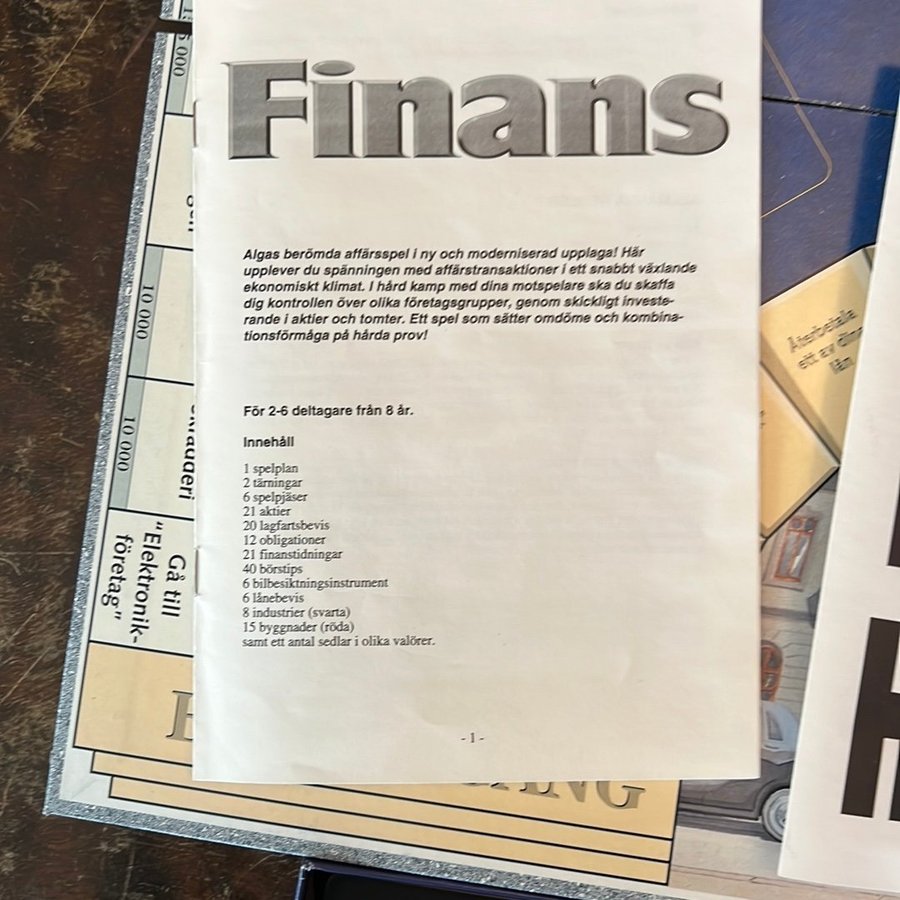 Finans
Algas berömda affärsspel i ny och moderniserad upplaga! Här
upplever du spänningen med affärstransaktioner i ett snabbt växlande
ekonomiskt klimat. I hård kamp med dina motspelare ska du skaffa
dig kontrollen över olika företagsgrupper, genom skickligt investe-
rande i aktier och tomter. Ett spel som sätter omdöme och kombina-
tionsförmåga på hårda prov!
För 2-6 deltagare från 8 år.
Innehåll
1 spelplan
2 tärningar
6 spelpjäser
21 aktier
20 lagfartsbevis
12 obligationer
21 finanstidningar
40 börstips
6 bilbesiktningsinstrument
6 lånebevis
8 industrier (svarta)
15 byggnader (röda)
samt ett antal sedlar i olika valörer.
- 1 -
10 000
10 000
Gå till
"Elektronik-
företag"
Återbetala
ett av dina
lån